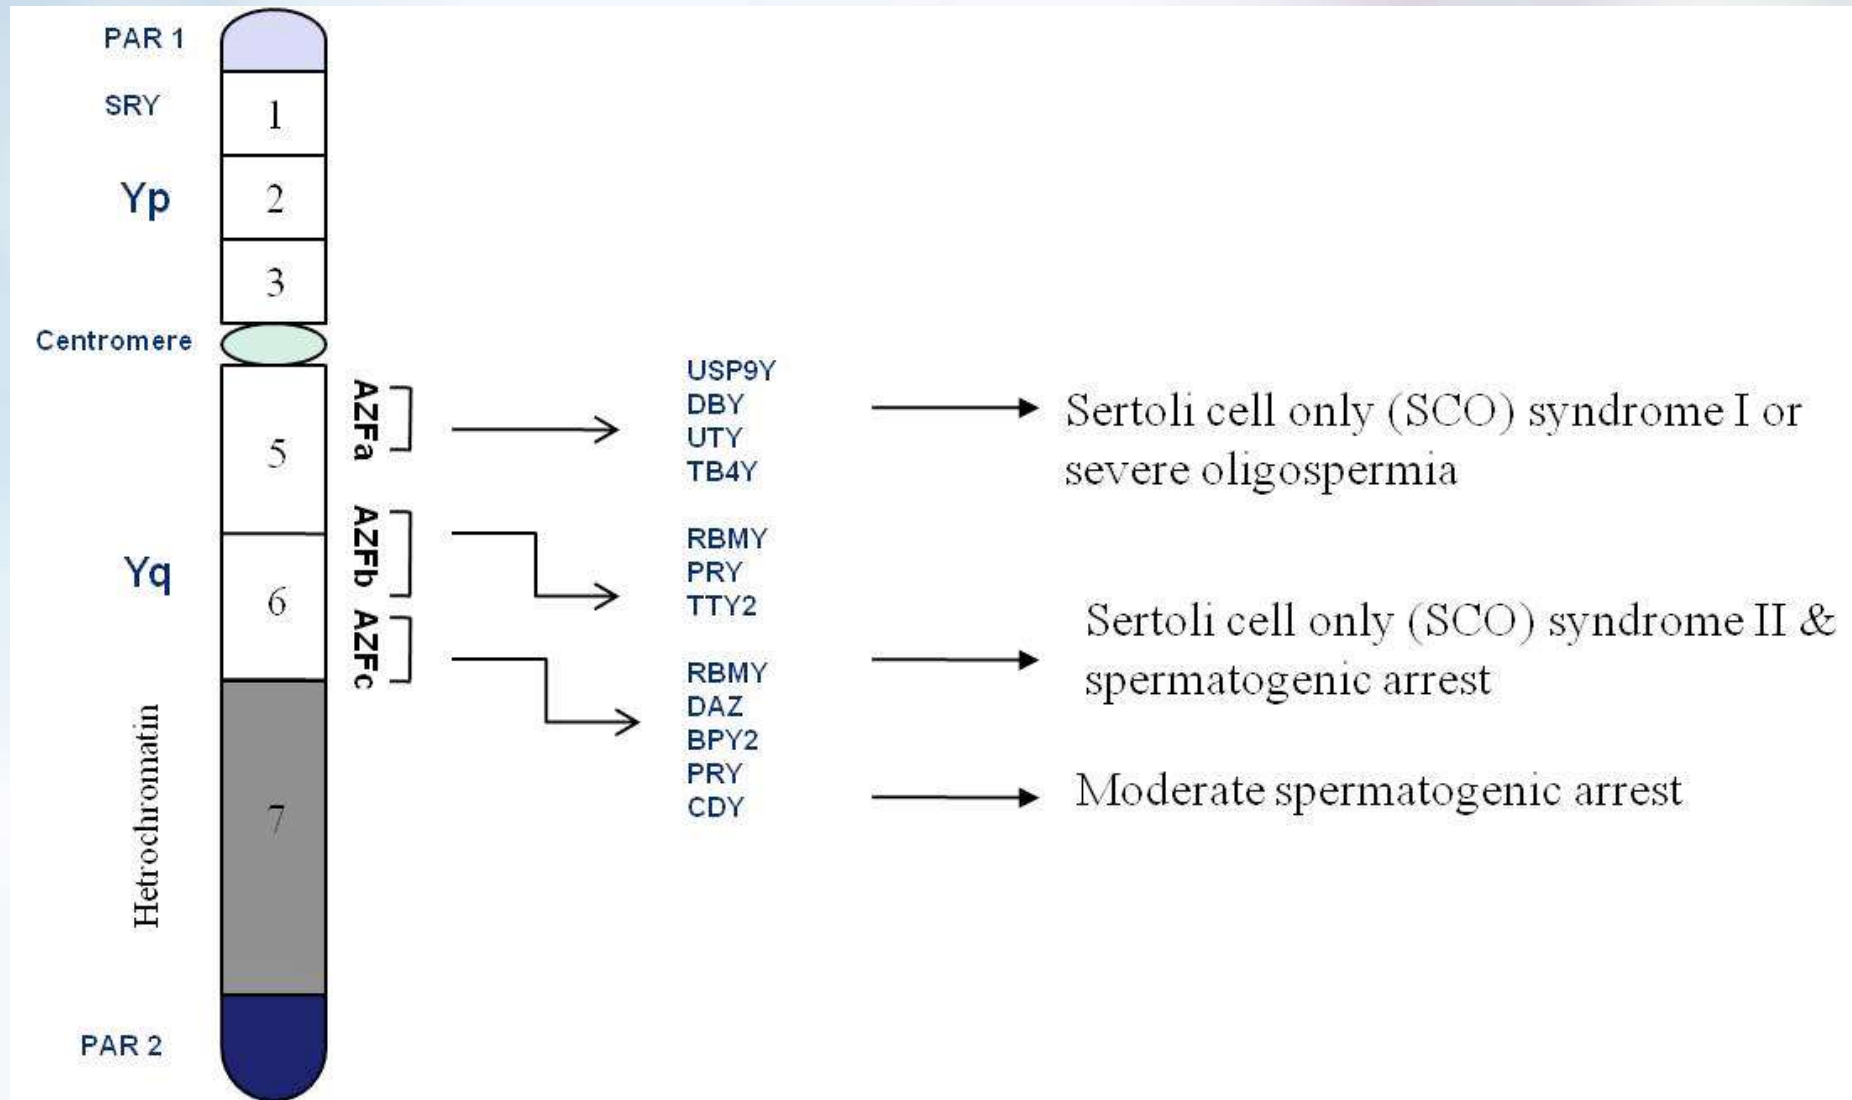 PAR 1
SRY
1
Yp
2
3
Centromere
5
Yq
6
Hetrochromatin
7
PAR 2
AZFa
AZFb
AZFc
USP9Y
DBY
UTY
TB4Y
RBMY
PRY
TTY2
RBMY
DAZ
BPY2
PRY
CDY
Sertoli cell only (SCO) syndrome I or
severe oligospermia
Sertoli cell only (SCO) syndrome II &
spermatogenic arrest
Moderate spermatogenic arrest